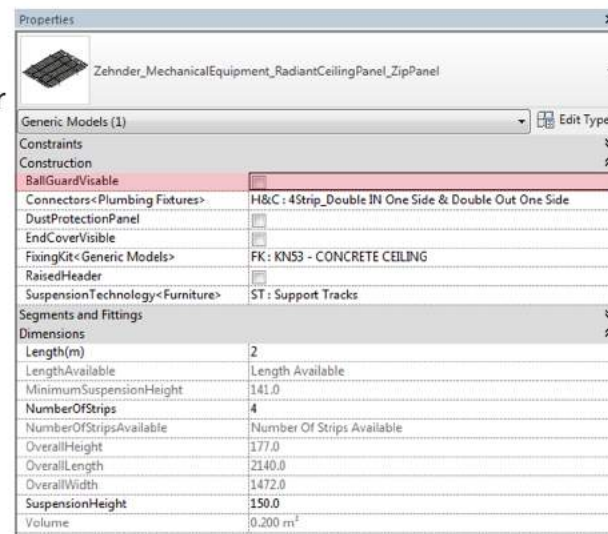 Properties
r
Zehnder_MechanicalEquipment_RadiantCeilingPanel_ZipPanel
Generic Models (1) Edit Type
Constraints
Construction
BallGuardVisable
Connectors<Plumbing Fixtures> H&C : 4Strip_Double IN One Side & Double Out One Side
DustProtectionPanel
EndCoverVisible
FixingKit<Generic Models> FK : KN53 - CONCRETE CEILING
RaisedHeader
SuspensionTechnology<Furniture> ST : Support Tracks
Segments and Fittings
Dimensions
Length(m) 2
LengthAvailable Length Available
MinimumSuspensionHeight 141.0
NumberOfStrips 4
NumberOfStripsAvailable Number Of Strips Available
OverallHeight 177.0
OverallLength 2140.0
OverallWidth 1472.0
SuspensionHeight 150.0
Volume 0.200 m³